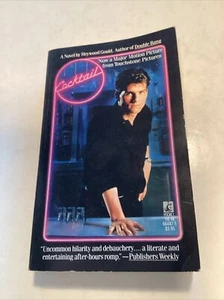 A Novel by Heywood Gould, Author of Double Bang
Now a Major Motion Picture
from Touchstone Pictures
Cocktail
"Uncommon hilarity and debauchery.... a literate and
entertaining after-hours romp."—Publishers Weekly